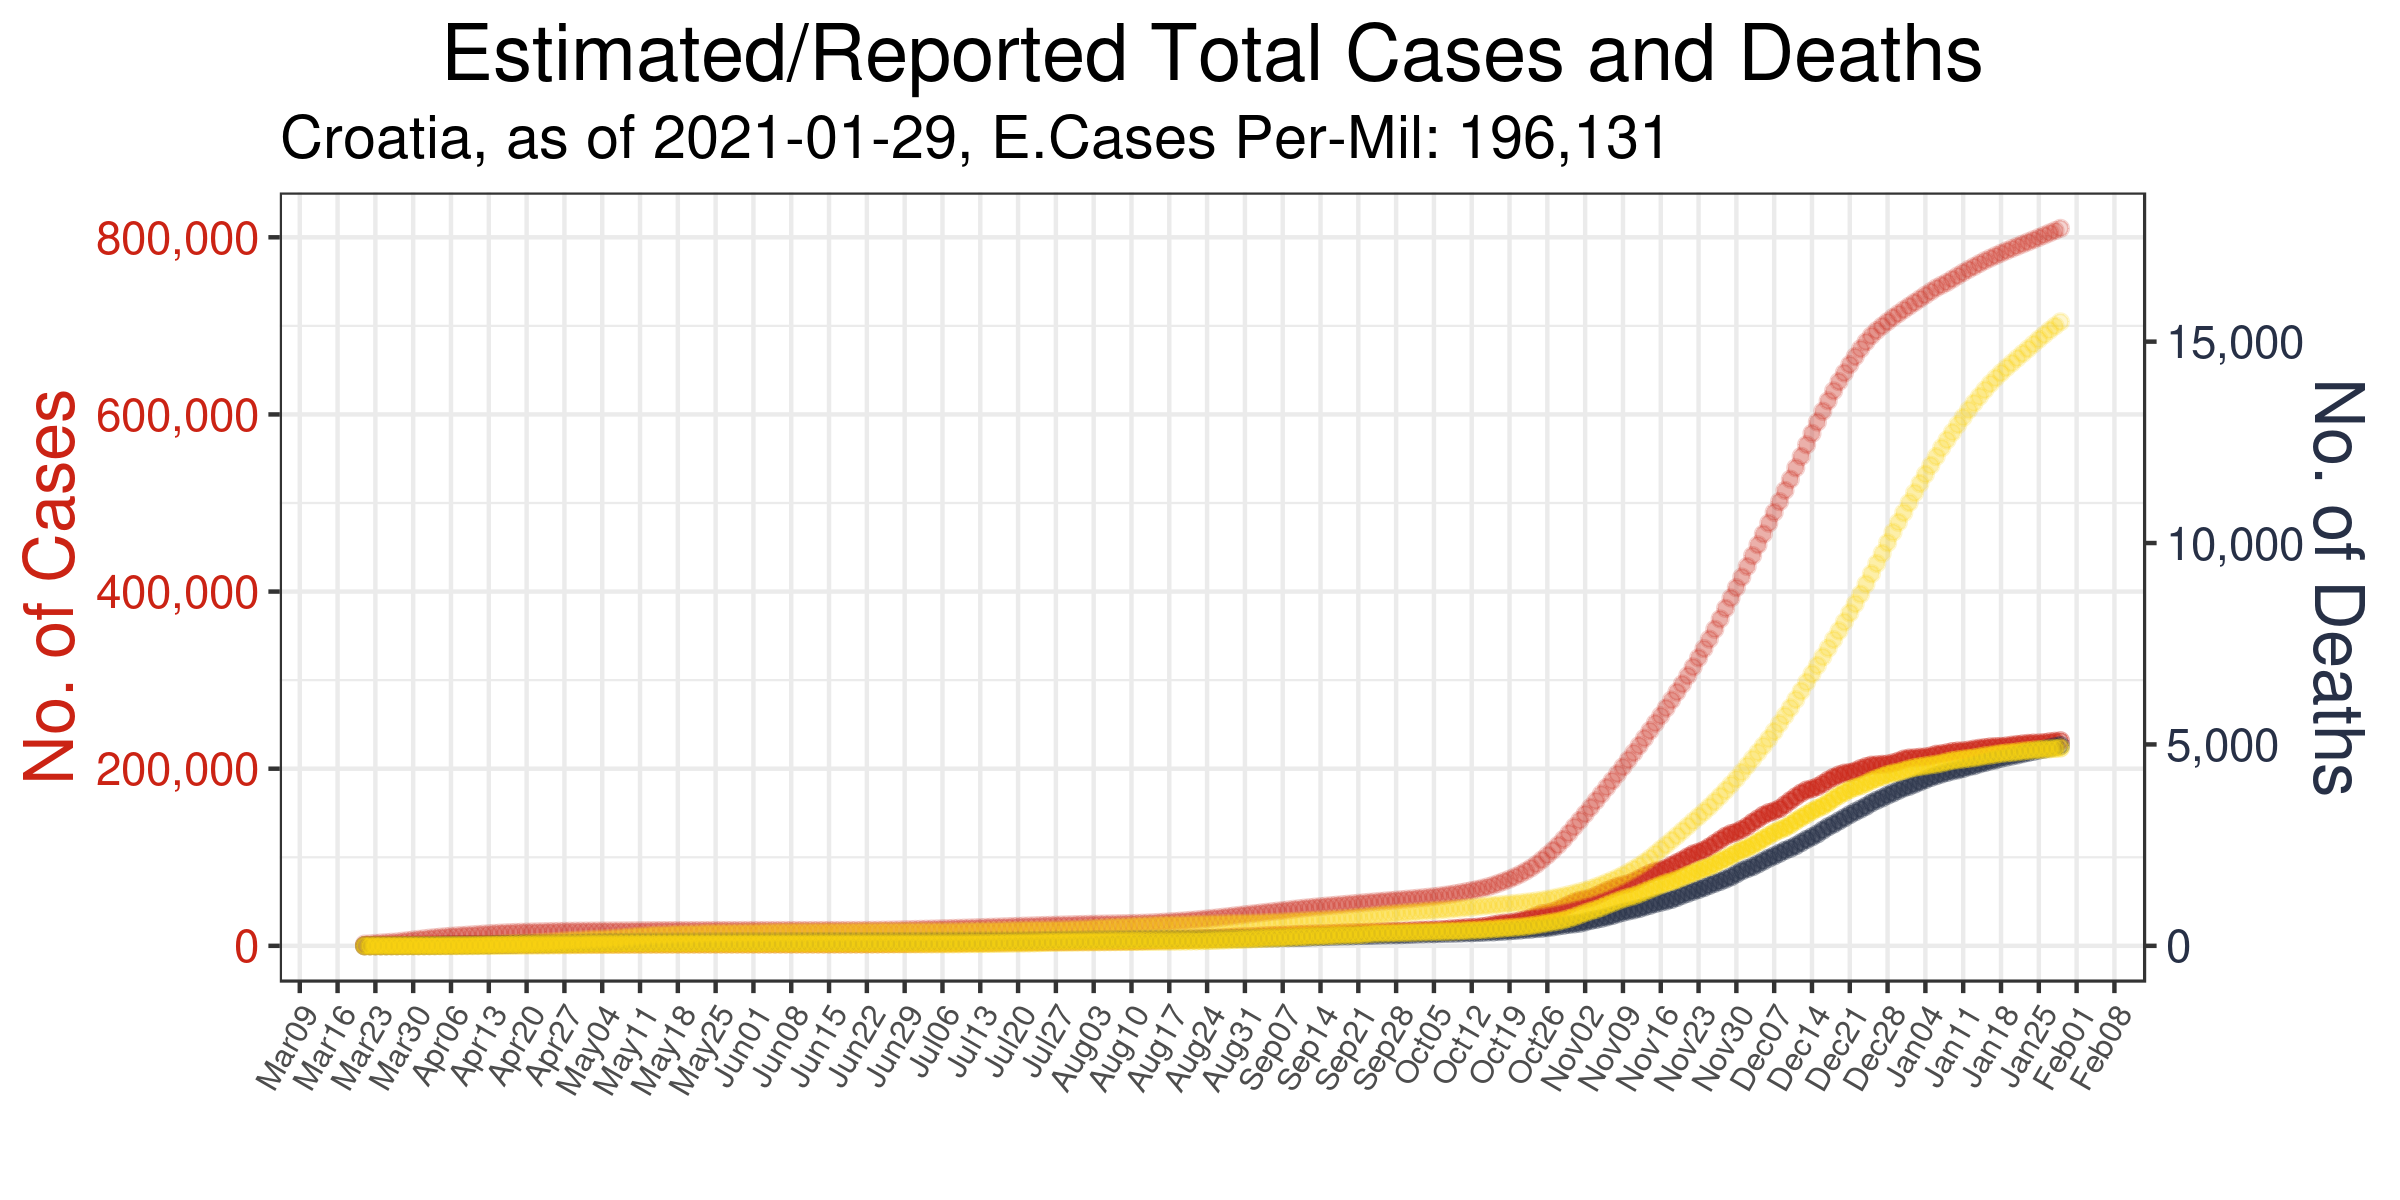 Estimated/Reported Total Cases and Deaths
Croatia, as of 2021-01-29, E.Cases Per-Mil: 196,131
No. of Cases
800,000
600,000
400,000
200,000
0
15,000
10,000
5,000
0
No. of Deaths
Mar09 Mar16 Mar23 Mar30 Apr06 Apr13 Apr20 Apr27 May04 May11 May18 May25 Jun01 Jun08 Jun15 Jun22 Jun29 Jul06 Jul13 Jul20 Jul27 Aug03 Aug10 Aug17 Aug24 Aug31 Sep07 Sep14 Sep21 Sep28 Oct05 Oct12 Oct19 Oct26 Nov02 Nov09 Nov16 Nov23 Nov30 Dec07 Dec14 Dec21 Dec28 Jan04 Jan11 Jan18 Jan25 Feb01 Feb08